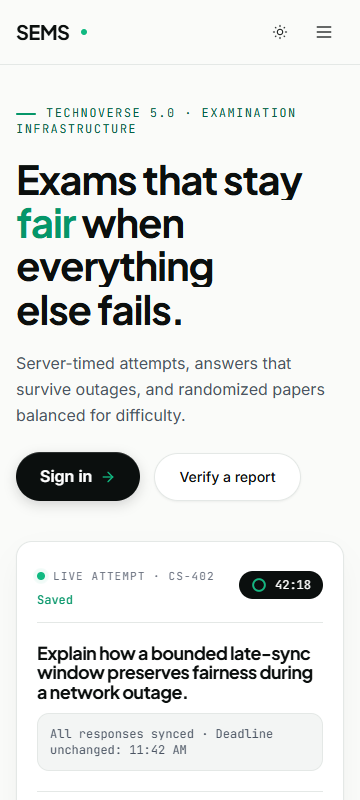 SEMS
TECHNOVERSE 5.0 · EXAMINATION
INFRASTRUCTURE
Exams that stay
fair when
everything
else fails.
Server-timed attempts, answers that
survive outages, and randomized papers
balanced for difficulty.
Sign in →
Verify a report
LIVE ATTEMPT · CS-402
42:18
Saved
Explain how a bounded late-sync
window preserves fairness during
a network outage.
All responses synced · Deadline
unchanged: 11:42 AM